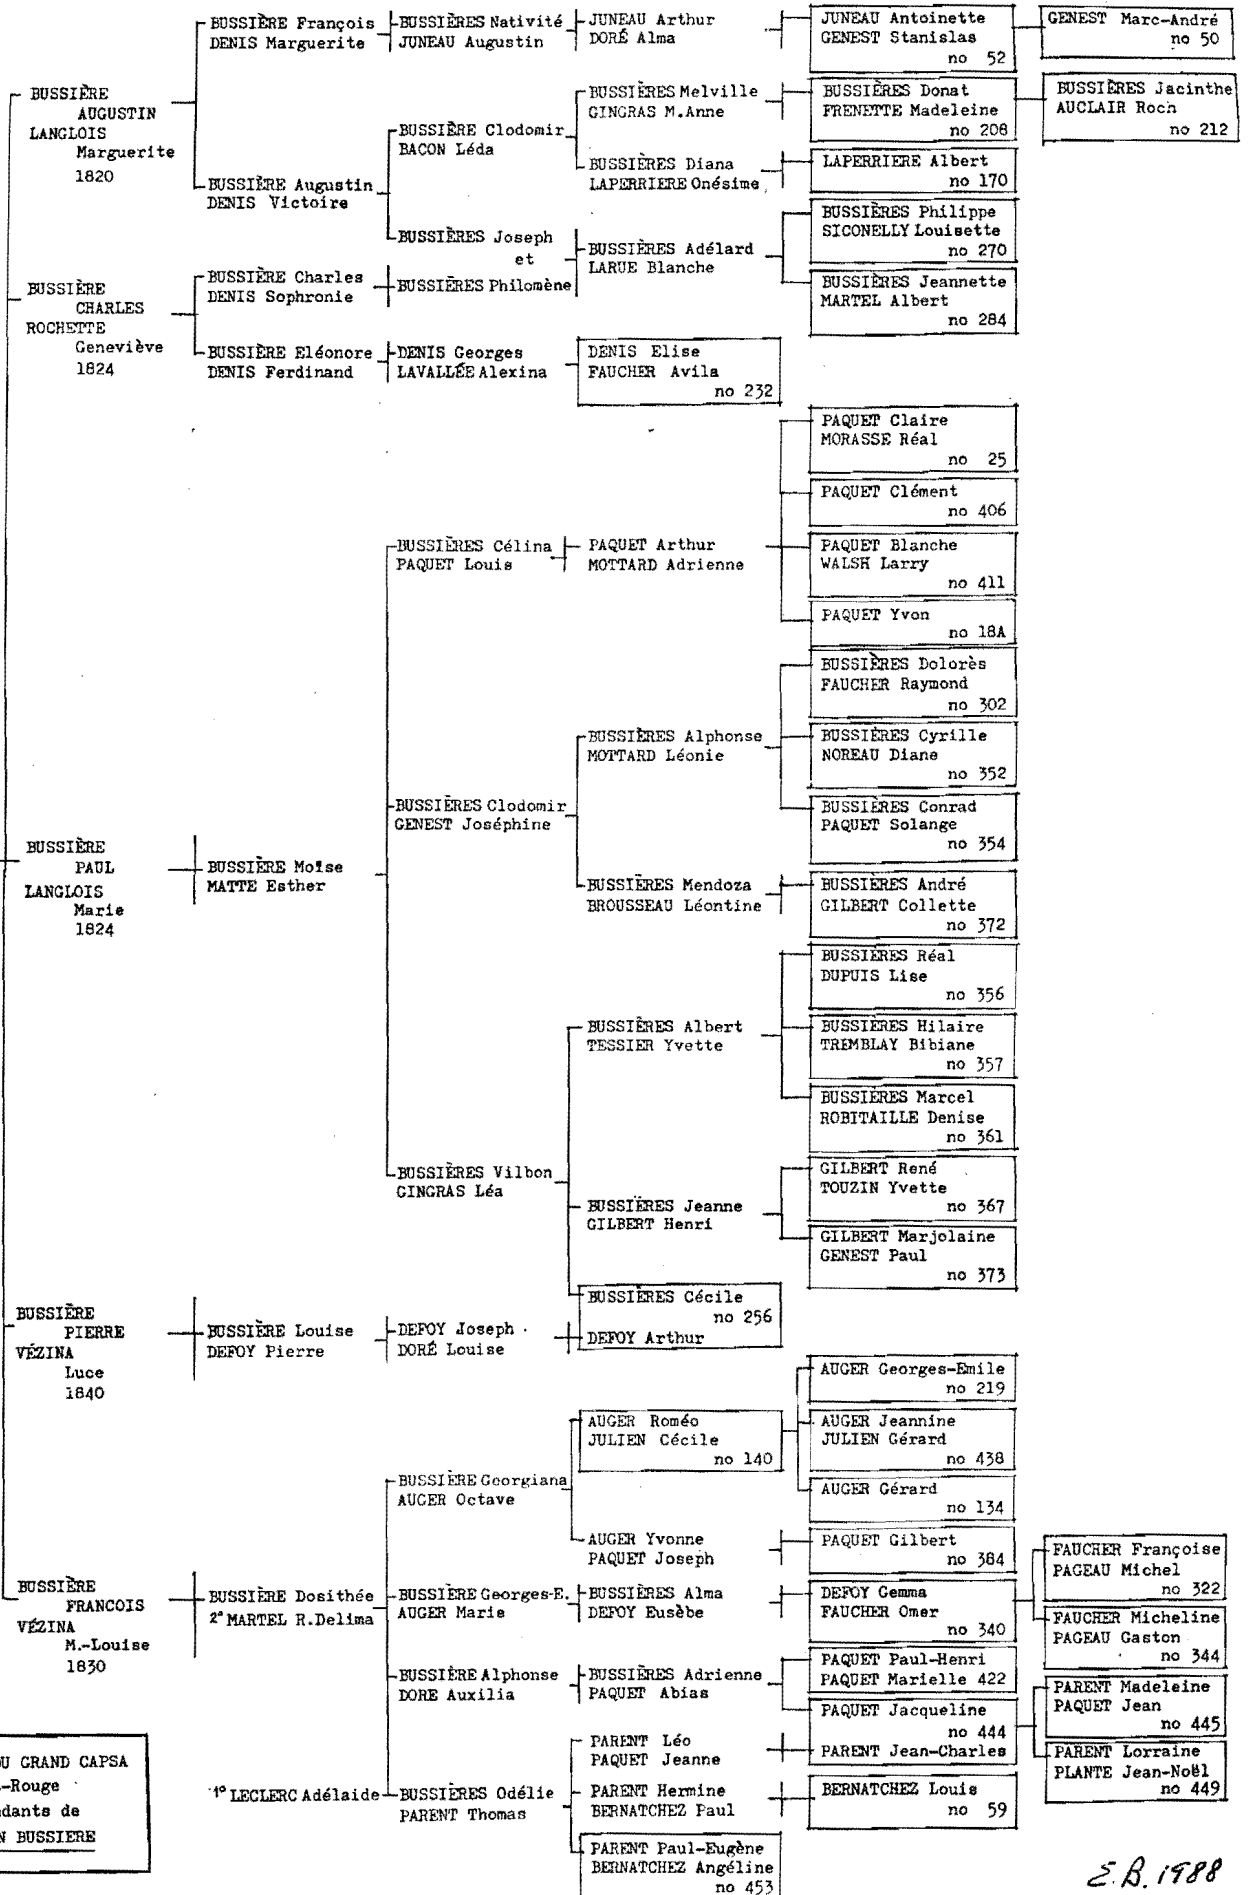 BUSSIÈRE
AUGUSTIN
LANGLOIS
Marguerite
1820
BUSSIÈRE François
DENIS Marguerite
BUSSIÈRES Nativité
JUNEAU Augustin
JUNEAU Arthur
DORÉ Alma
JUNEAU Antoinette
GENEST Stanislas
no 52
GENEST Marc-André
no 50
BUSSIÈRE Augustin
DENIS Victoire
BUSSIÈRE Clodomir
BACON Léda
BUSSIÈRES Melville
GINGRAS M.Anne
BUSSIÈRES Donat
FRENETTE Madeleine
no 208
BUSSIÈRES Jacinthe
AUCLAIR Roch
no 212
BUSSIÈRES Diana
LAPERRIERE Onésime
LAPERRIERE Albert
no 170
BUSSIÈRES Joseph
et
BUSSIÈRES Philomène
BUSSIÈRES Adélard
LARUE Blanche
BUSSIÈRES Philippe
SICONELLY Louisette
no 270
BUSSIÈRES Jeannette
MARTEL Albert
no 284
BUSSIÈRE
CHARLES
ROCHETTE
Geneviève
1824
BUSSIÈRE Charles
DENIS Sophronie
BUSSIÈRE Eléonore
DENIS Ferdinand
DENIS Georges
LAVALLÉE Alexina
DENIS Elise
FAUCHER Avila
no 232
BUSSIÈRE
PAUL
LANGLOIS
Marie
1824
BUSSIÈRE Moïse
MATTE Esther
BUSSIÈRES Célina
PAQUET Louis
PAQUET Arthur
MOTTARD Adrienne
PAQUET Claire
MORASSE Réal
no 25
PAQUET Clément
no 406
PAQUET Blanche
WALSH Larry
no 411
PAQUET Yvon
no 18A
BUSSIÈRES Clodomir
GENEST Joséphine
BUSSIÈRES Alphonse
MOTTARD Léonie
BUSSIÈRES Dolorès
FAUCHER Raymond
no 302
BUSSIÈRES Cyrille
NOREAU Diane
no 352
BUSSIÈRES Conrad
PAQUET Solange
no 354
BUSSIÈRES Mendoza
BROUSSEAU Léontine
BUSSIÈRES André
GILBERT Collette
no 372
BUSSIÈRES Vilbon
GINGRAS Léa
BUSSIÈRES Albert
TESSIER Yvette
BUSSIÈRES Réal
DUPUIS Lise
no 356
BUSSIÈRES Hilaire
TREMBLAY Bibiane
no 357
BUSSIÈRES Marcel
ROBITAILLE Denise
no 361
BUSSIÈRES Jeanne
GILBERT Henri
GILBERT René
TOUZIN Yvette
no 367
GILBERT Marjolaine
GENEST Paul
no 373
BUSSIÈRES Cécile
no 256
DEFOY Arthur
BUSSIÈRE
PIERRE
VÉZINA
Luce
1840
BUSSIÈRE Louise
DEFOY Pierre
DEFOY Joseph
DORÉ Louise
BUSSIÈRE
FRANCOIS
VÉZINA
M.-Louise
1830
BUSSIÈRE Dosithée
2° MARTEL R.Delima
BUSSIÈRE Georgiana
AUGER Octave
AUGER Roméo
JULIEN Cécile
no 140
AUGER Georges-Emile
no 219
AUGER Jeannine
JULIEN Gérard
no 438
AUGER Gérard
no 134
AUGER Yvonne
PAQUET Joseph
PAQUET Gilbert
no 384
BUSSIÈRE Georges-E.
AUGER Marie
BUSSIÈRES Alma
DEFOY Eusèbe
DEFOY Gemma
FAUCHER Omer
no 340
FAUCHER Françoise
PAGEAU Michel
no 322
FAUCHER Micheline
PAGEAU Gaston
no 344
BUSSIÈRE Alphonse
DORE Auxilia
BUSSIÈRES Adrienne
PAQUET Abias
PAQUET Paul-Henri
PAQUET Marielle 422
PAQUET Jacqueline
no 444
PARENT Jean-Charles
PARENT Madeleine
PAQUET Jean
no 445
PARENT Lorraine
PLANTE Jean-Noël
no 449
1° LECLERC Adélaide
BUSSIÈRES Odélie
PARENT Thomas
PARENT Léo
PAQUET Jeanne
PARENT Hermine
BERNATCHEZ Paul
BERNATCHEZ Louis
no 59
PARENT Paul-Eugène
BERNATCHEZ Angéline
no 453
DU GRAND CAPSA
-Rouge
ndants de
N BUSSIERE
E.B. 1988